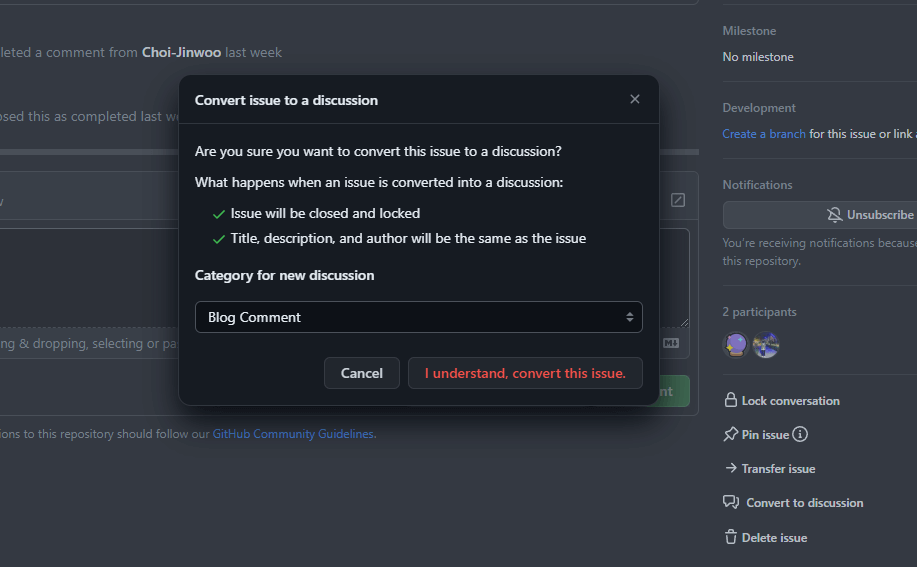 Milestone
leted a comment from Choi-Jinwoo last week
No milestone
Convert issue to a discussion
Development
osed this as completed last we
Create a branch for this issue or link a
Are you sure you want to convert this issue to a discussion?
What happens when an issue is converted into a discussion:
Notifications
Issue will be closed and locked
Unsubscribe
Title, description, and author will be the same as the issue
You're receiving notifications because
this repository.
Category for new discussion
Blog Comment
2 participants
ng & dropping, selecting or pa
Cancel
I understand, convert this issue.
nt
Lock conversation
ions to this repository should follow our GitHub Community Guidelines.
Pin issue
Transfer issue
Convert to discussion
Delete issue